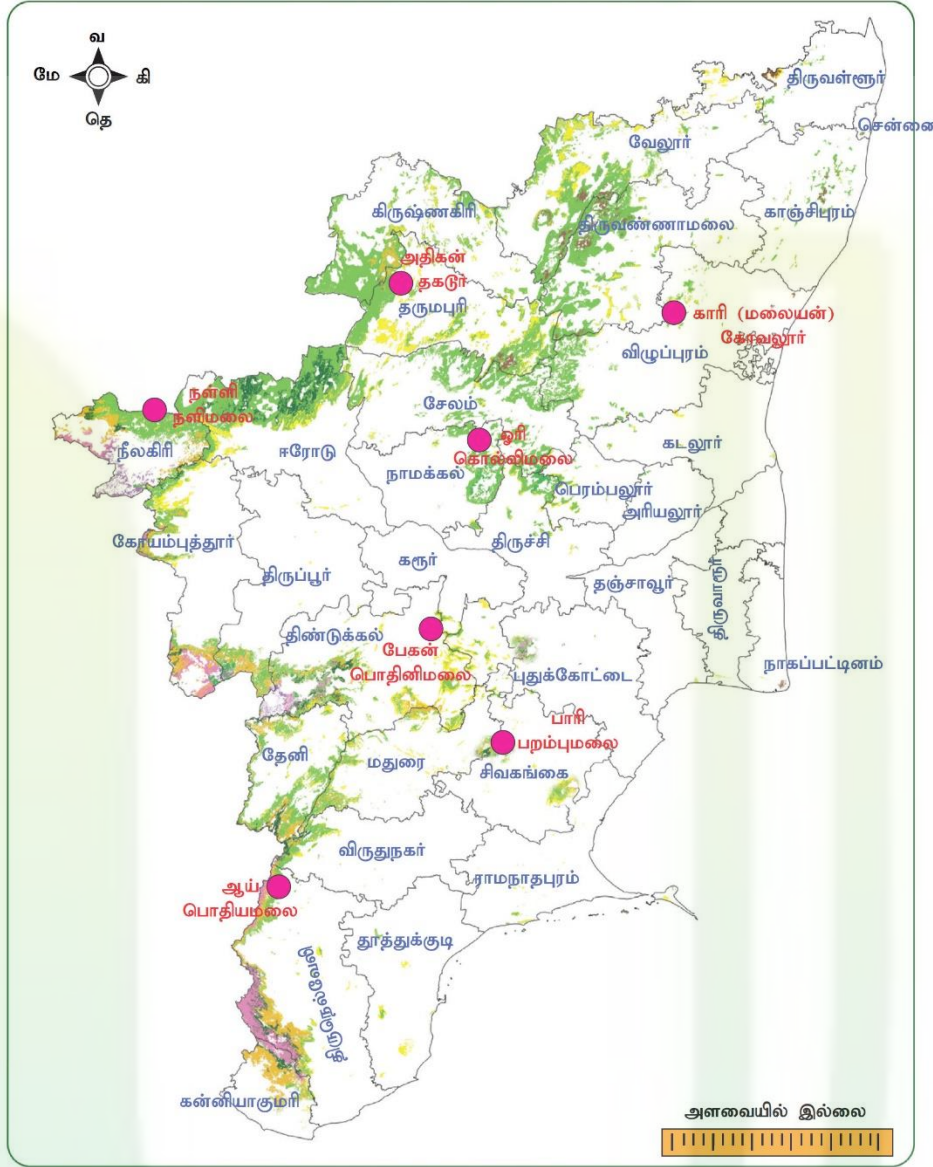 வ
மே
கி
தெ
திருவள்ளூர்
சென்னை
வேலூர்
கிருஷ்ணகிரி
திருவண்ணாமலை
காஞ்சிபுரம்
அதிகன்
தகடூர்
தருமபுரி
காரி (மலையன்)
கோவலூர்
விழுப்புரம்
நள்ளி
நளிமலை
நீலகிரி
ஈரோடு
சேலம்
ஓரி
கொல்லிமலை
நாமக்கல்
கடலூர்
பெரம்பலூர்
அரியலூர்
கோயம்புத்தூர்
திருப்பூர்
கரூர்
திருச்சி
தஞ்சாவூர்
திருவாரூர்
நாகப்பட்டினம்
திண்டுக்கல்
பேகன்
பொதினிமலை
புதுக்கோட்டை
பாரி
பறம்புமலை
தேனி
மதுரை
சிவகங்கை
விருதுநகர்
ராமநாதபுரம்
ஆய்
பொதியமலை
தூத்துக்குடி
திருநெல்வேலி
கன்னியாகுமரி
அளவையில் இல்லை